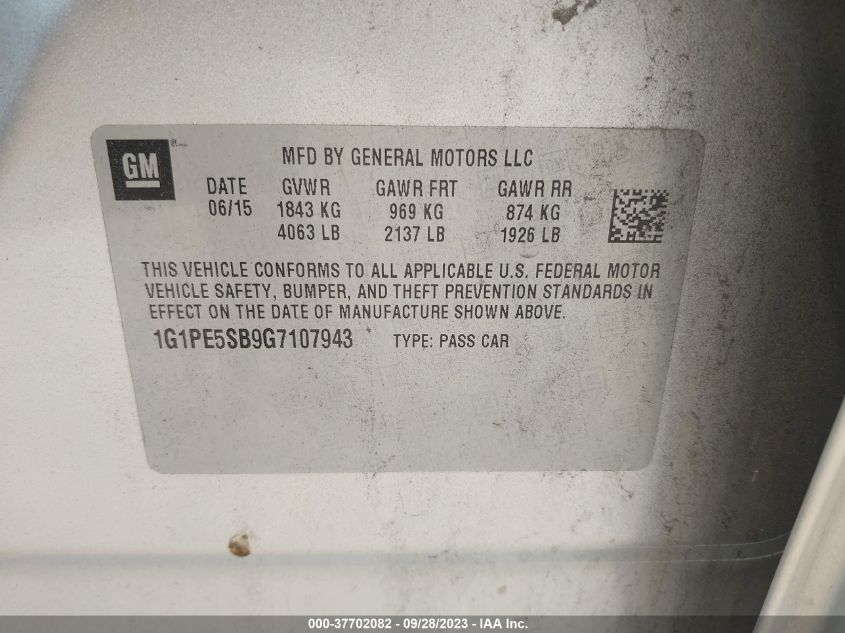 GM
MFD BY GENERAL MOTORS LLC
DATE GVWR GAWR FRT GAWR RR
06/15 1843 KG 969 KG 874 KG
4063 LB 2137 LB 1926 LB
THIS VEHICLE CONFORMS TO ALL APPLICABLE U.S. FEDERAL MOTOR
VEHICLE SAFETY, BUMPER, AND THEFT PREVENTION STANDARDS IN
EFFECT ON THE DATE OF MANUFACTURE SHOWN ABOVE.
1G1PE5SB9G7107943 TYPE: PASS CAR
000-37702082 - 09/28/2023 - IAA Inc.